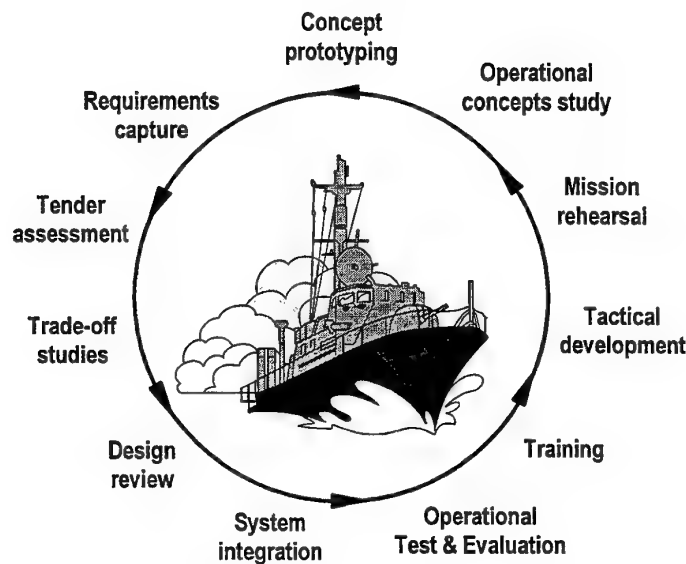 Concept
prototyping
Operational
concepts study
Requirements
capture
Mission
rehearsal
Tender
assessment
Tactical
development
Trade-off
studies
Training
Design
review
System
integration
Operational
Test & Evaluation